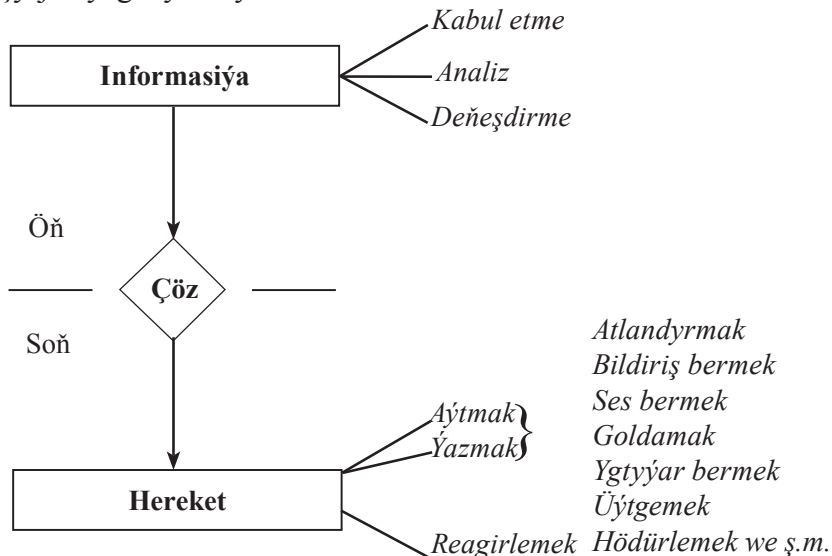 Kabul etme
Informasiýa
Analiz
Deňeşdirme
Öň
Çöz
Soň
Atlandyrmak
Bildiriş bermek
Ses bermek
Goldamak
Ygtyýar bermek
Üýtgemek
Hödürlemek we ş.m.
Aýtmak
Ýazmak
Hereket
Reagirlemek